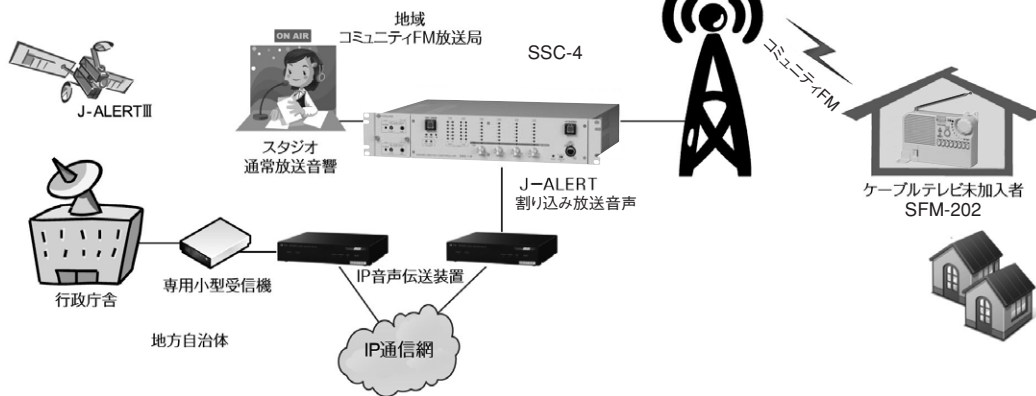 地域
コミュニティFM放送局
ON AIR
SSC-4
コミュニティFM
J-ALERTⅢ
スタジオ
通常放送音響
J-ALERT
割り込み放送音声
ケーブルテレビ未加入者
SFM-202
行政庁舎
専用小型受信機
IP音声伝送装置
地方自治体
IP通信網